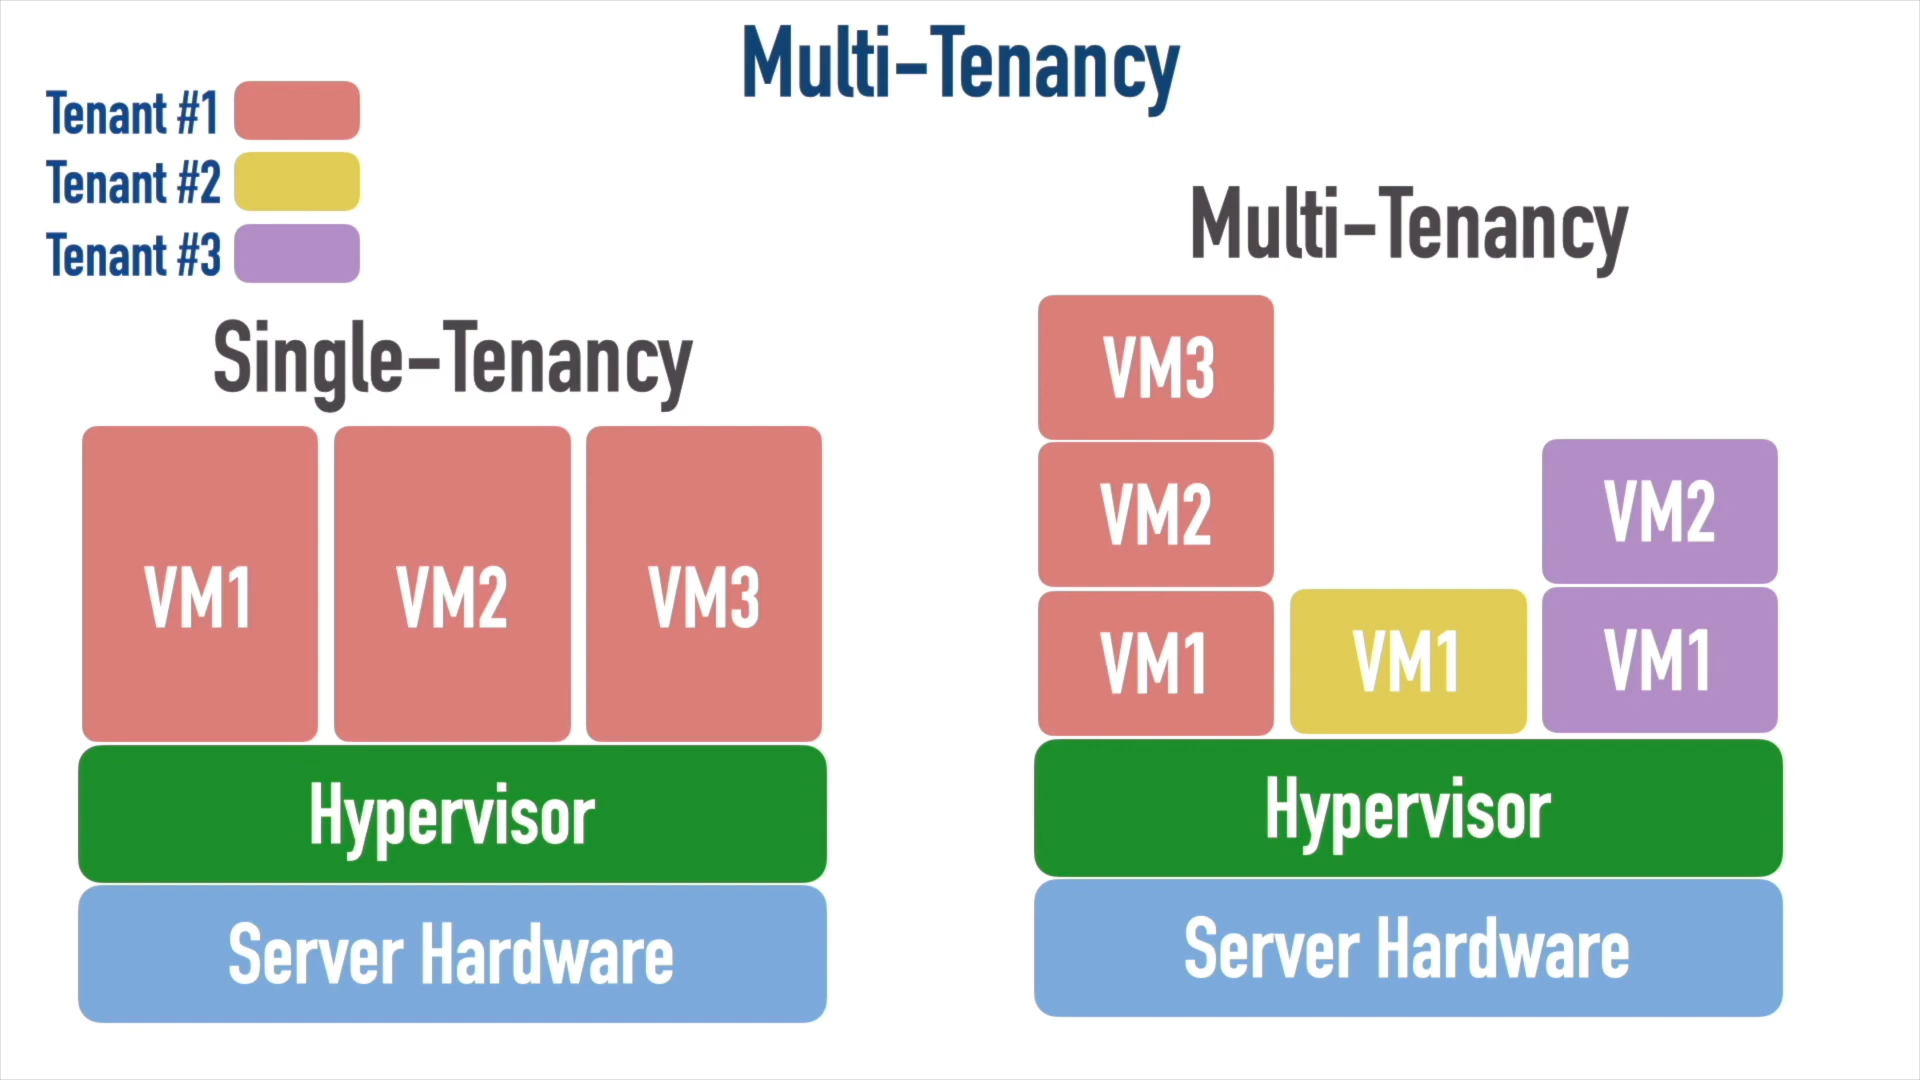 Multi-Tenancy
Tenant #1
Tenant #2
Tenant #3
Single-Tenancy
VM1 VM2 VM3
Hypervisor
Server Hardware
Multi-Tenancy
VM3
VM2 VM2
VM1 VM1 VM1
Hypervisor
Server Hardware